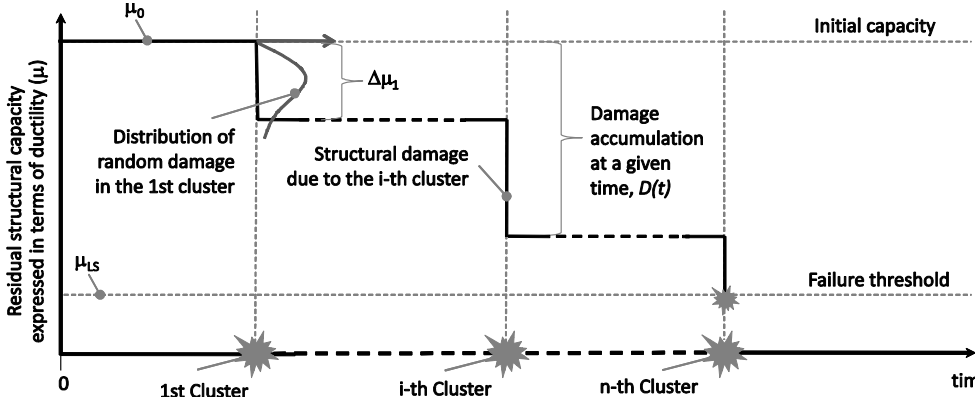 μ₀
Initial capacity
Residual structural capacity
expressed in terms of ductility (μ)
Δμ₁
Distribution of
random damage
in the 1st cluster
Structural damage
due to the i-th cluster
Damage
accumulation
at a given
time, D(t)
μLS
Failure threshold
0
1st Cluster
i-th Cluster
n-th Cluster
tim